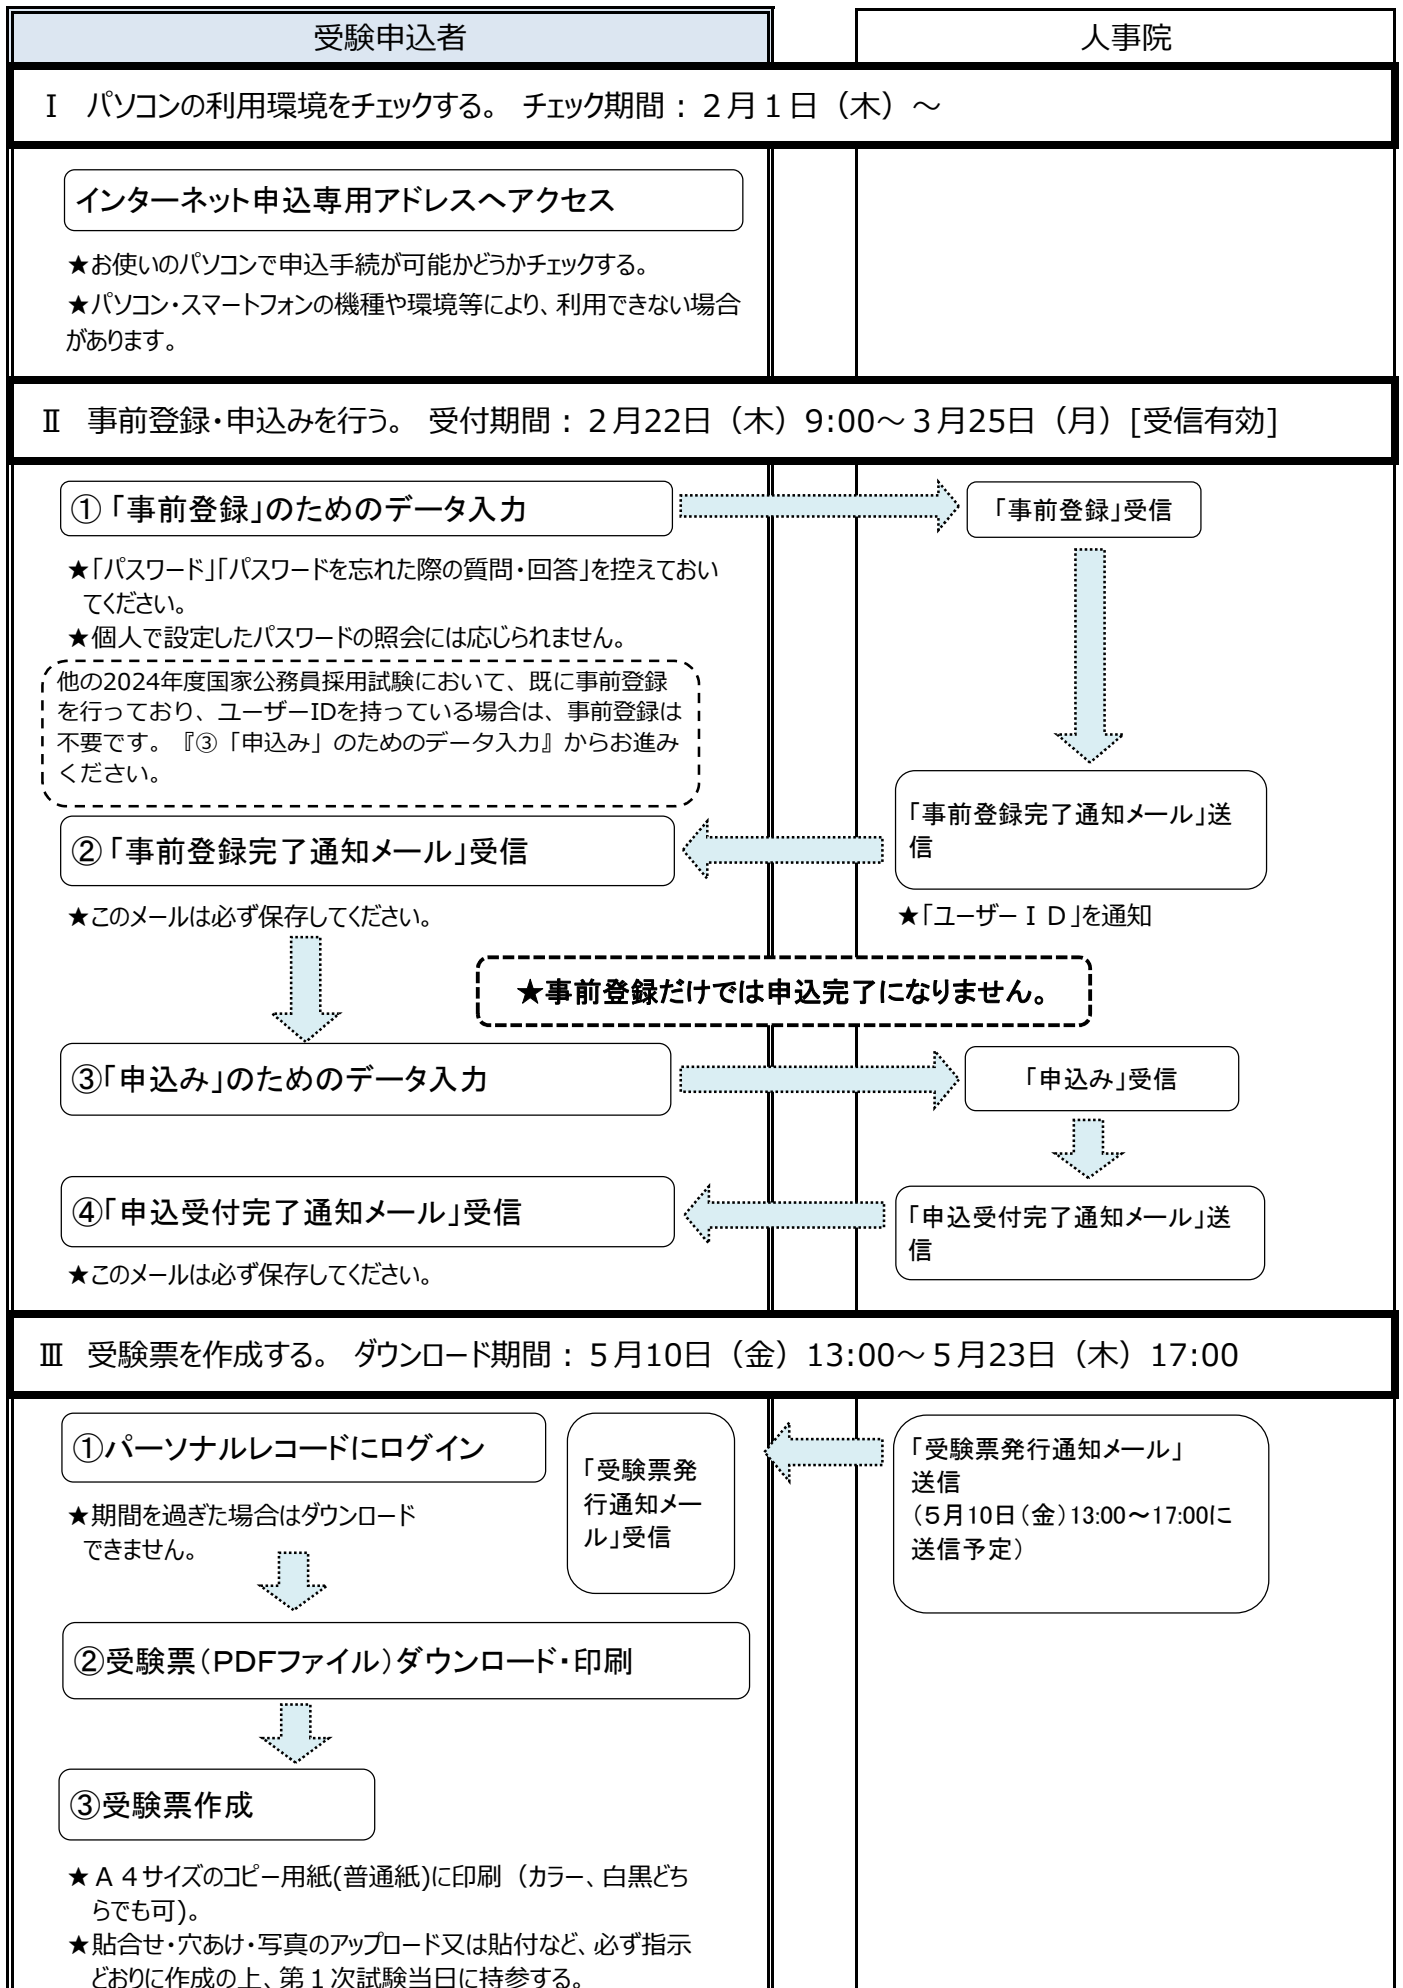 受験申込者
人事院
Ⅰ　パソコンの利用環境をチェックする。 チェック期間：２月１日（木）～
インターネット申込専用アドレスへアクセス
★お使いのパソコンで申込手続が可能かどうかチェックする。
★パソコン・スマートフォンの機種や環境等により、利用できない場合
があります。
Ⅱ　事前登録・申込みを行う。 受付期間：２月22日（木）9:00～３月25日（月）[受信有効]
①「事前登録」のためのデータ入力
「事前登録」受信
★「パスワード」「パスワードを忘れた際の質問・回答」を控えておい
てください。
★個人で設定したパスワードの照会には応じられません。
他の2024年度国家公務員採用試験において、既に事前登録
を行っており、ユーザーIDを持っている場合は、事前登録は
不要です。『③「申込み」のためのデータ入力』からお進み
ください。
「事前登録完了通知メール」送
信
②「事前登録完了通知メール」受信
★このメールは必ず保存してください。
★「ユーザーＩＤ」を通知
★事前登録だけでは申込完了になりません。
③「申込み」のためのデータ入力
「申込み」受信
④「申込受付完了通知メール」受信
「申込受付完了通知メール」送
信
★このメールは必ず保存してください。
Ⅲ　受験票を作成する。 ダウンロード期間：５月10日（金）13:00～５月23日（木）17:00
①パーソナルレコードにログイン
「受験票発
行通知メー
ル」受信
「受験票発行通知メール」
送信
（５月10日（金）13:00～17:00に
送信予定）
★期間を過ぎた場合はダウンロード
できません。
②受験票（PDFファイル）ダウンロード・印刷
③受験票作成
★Ａ４サイズのコピー用紙(普通紙)に印刷（カラー、白黒どち
らでも可)。
★貼合せ・穴あけ・写真のアップロード又は貼付など、必ず指示
どおりに作成の上、第１次試験当日に持参する。